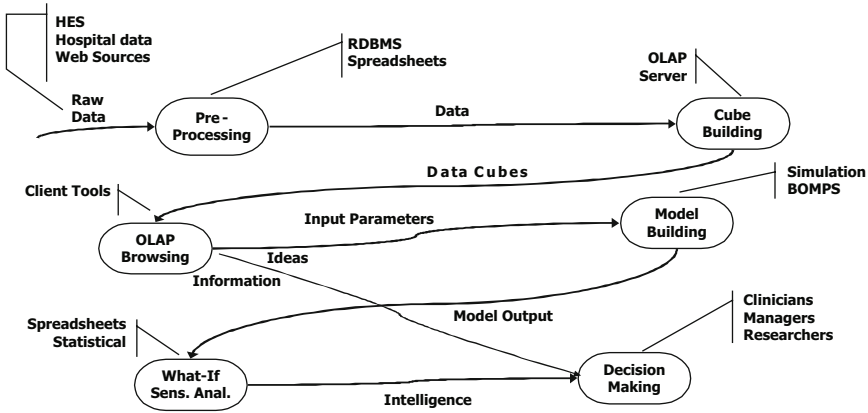 HES
Hospital data
Web Sources
RDBMS
Spreadsheets
OLAP
Server
Raw
Data
Pre-
Processing
Data
Cube
Building
Data Cubes
Simulation
BOMPS
Client Tools
OLAP
Browsing
Input Parameters
Ideas
Information
Model
Building
Model Output
Spreadsheets
Statistical
Clinicians
Managers
Researchers
What-If
Sens. Anal.
Intelligence
Decision
Making